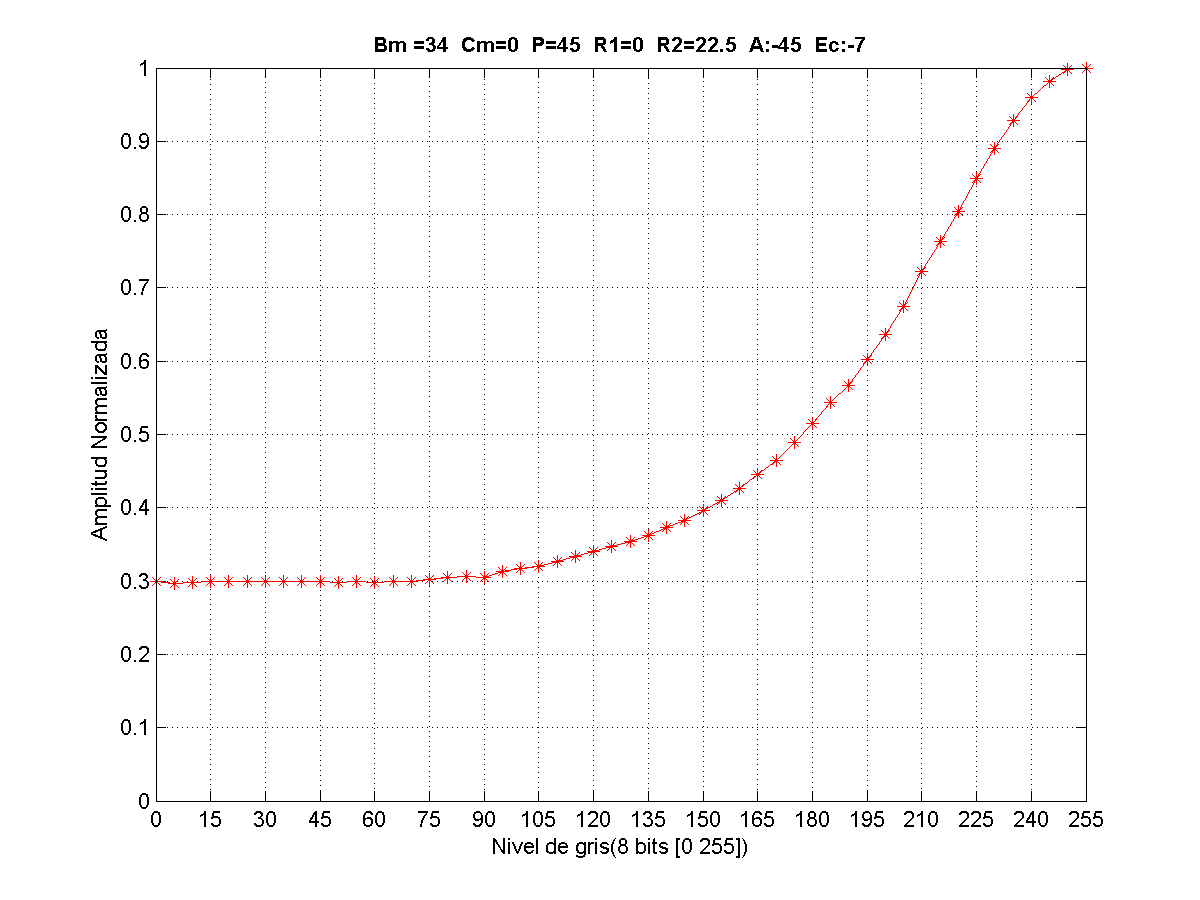 Bm =34  Cm=0  P=45  R1=0  R2=22.5  A:-45  Ec:-7
1
0.9
0.8
0.7
0.6
0.5
0.4
0.3
0.2
0.1
0
Amplitud Normalizada
0 15 30 45 60 75 90 105 120 135 150 165 180 195 210 225 240 255
Nivel de gris(8 bits [0 255])